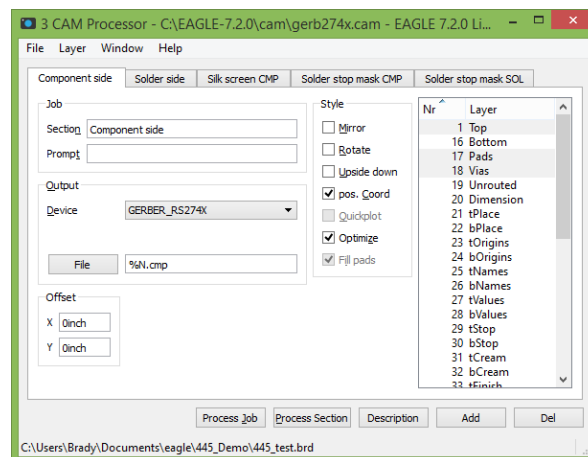 3 CAM Processor - C:\EAGLE-7.2.0\cam\gerb274x.cam - EAGLE 7.2.0 Li...
File Layer Window Help
Component side Solder side Silk screen CMP Solder stop mask CMP Solder stop mask SOL
Job
Section Component side
Prompt
Output
Device GERBER_RS274X
File %N.cmp
Offset
X 0inch
Y 0inch
Style
Mirror
Rotate
Upside down
pos. Coord
Quickplot
Optimize
Fill pads
Nr Layer
1 Top
16 Bottom
17 Pads
18 Vias
19 Unrouted
20 Dimension
21 tPlace
22 bPlace
23 tOrigins
24 bOrigins
25 tNames
26 bNames
27 tValues
28 bValues
29 tStop
30 bStop
31 tCream
32 bCream
33 tFinish
Process Job Process Section Description Add Del
C:\Users\Brady\Documents\eagle\445_Demo\445_test.brd